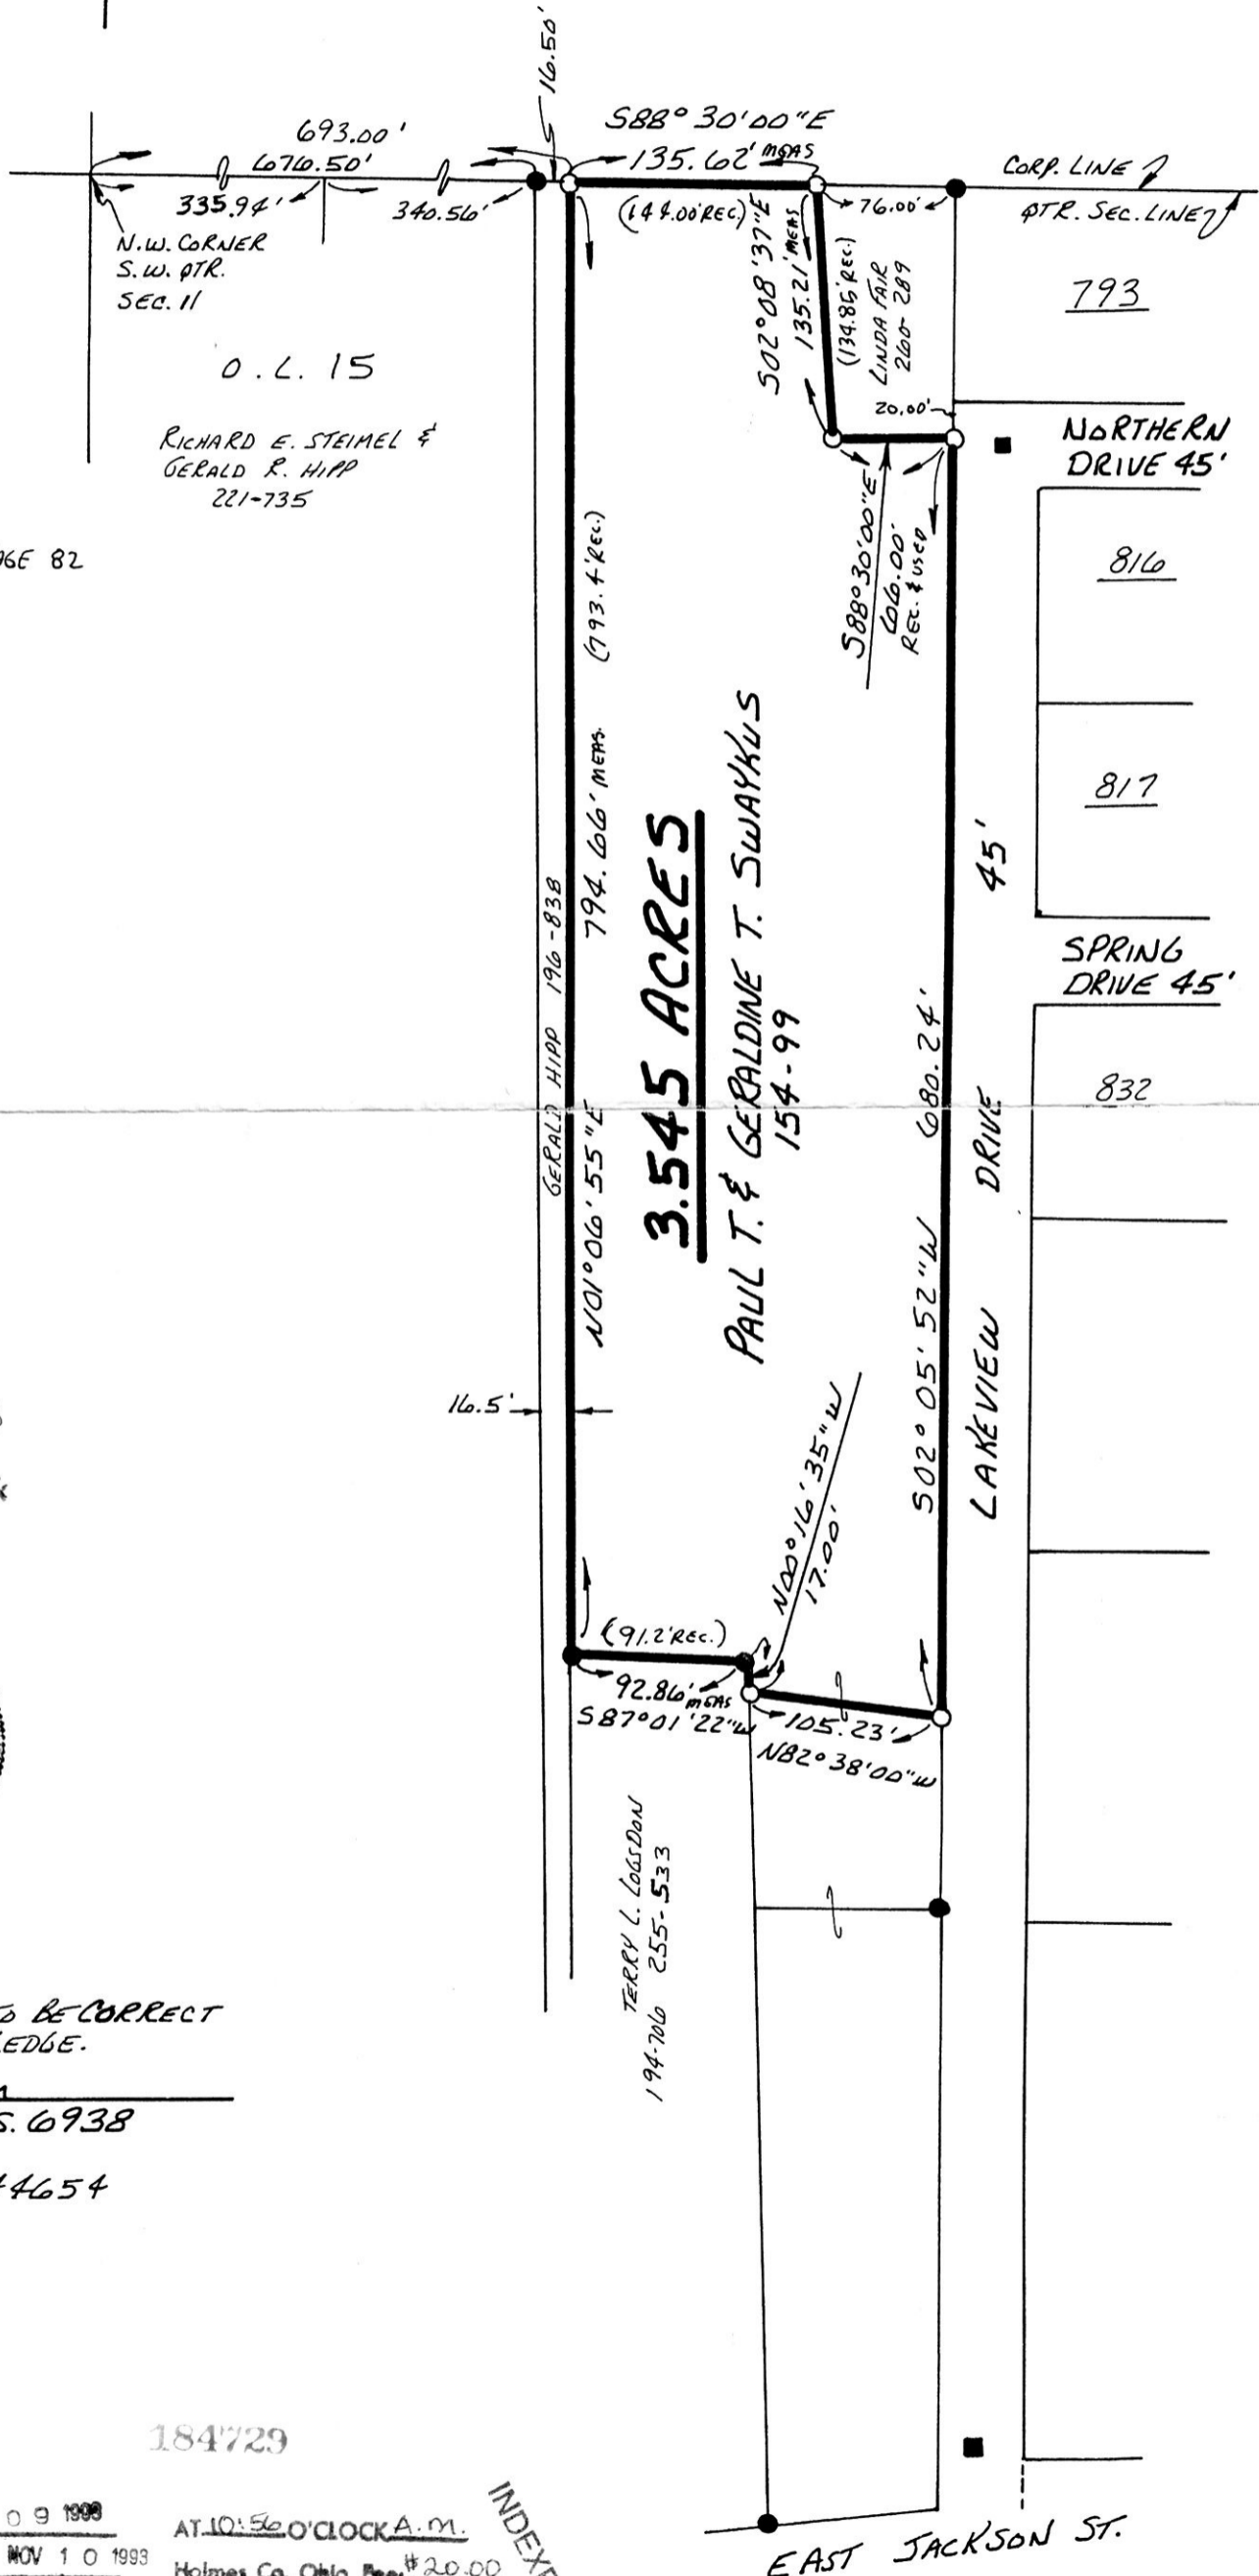 16.50'
693.00'
676.50'
335.94'
340.56'
S88° 30'00"E
135.62' MEAS
(144.00' REC.)
CORP. LINE
QTR. SEC. LINE
76.00'
N.W. CORNER
S.W. QTR.
SEC. 11
S02°08'37"E
135.21' MEAS
(134.85' REC.)
LINDA FAIR
260-289
793
O.L. 15
20.00'
RICHARD E. STEIMEL &
GERALD R. HIPP
221-735
NORTHERN
DRIVE 45'
S88°30'00"E
66.00'
REC. & USED
82
816
817
794.66' MEAS. (793.4' REC.)
N01°06'55"E
GERALD HIPP 196-838
3.545 ACRES
PAUL T. & GERALDINE T. SWAYKUS
154-99
SPRING
DRIVE 45'
832
S02° 05' 52"W 680.24'
LAKEVIEW DRIVE 45'
16.5'
N00°16'35"W
17.00'
(91.2' REC.)
92.86' MEAS
S87°01'22"W
105.23'
N82°38'00"W
TERRY L. LOGSDON
194-706 255-533
BE CORRECT
EDGE.
S. 6938
44654
184729
0 9 1993
NOV 1 0 1993
AT 10:56 O'CLOCK A.M.
Holmes Co. Ohio Fee $20.00
INDEXE
EAST JACKSON ST.